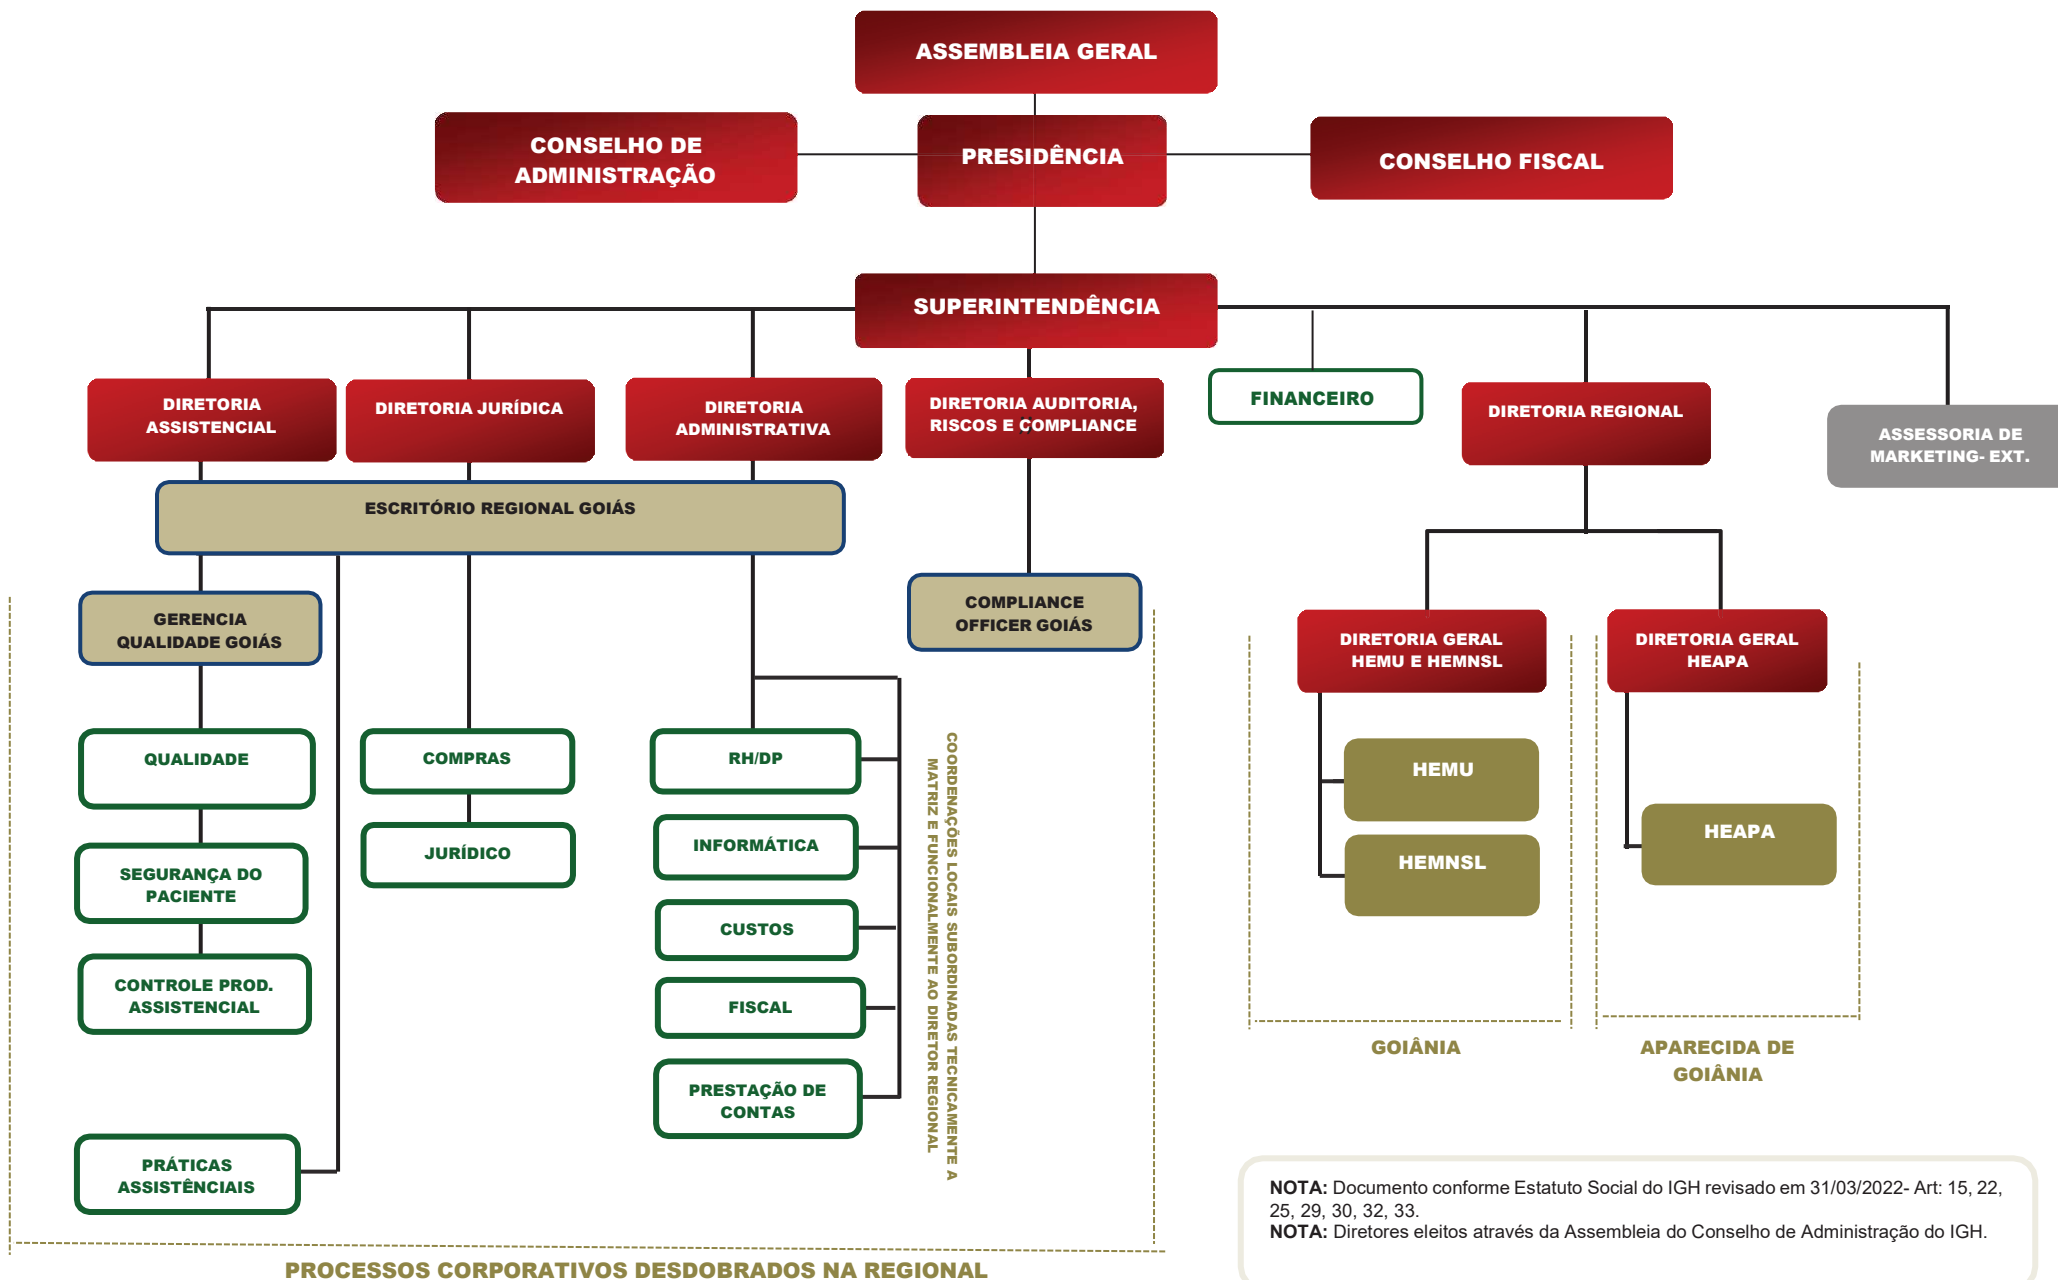 ASSEMBLEIA GERAL
CONSELHO DE
ADMINISTRAÇÃO
PRESIDÊNCIA
CONSELHO FISCAL
SUPERINTENDÊNCIA
DIRETORIA
ASSISTENCIAL
DIRETORIA JURÍDICA
DIRETORIA
ADMINISTRATIVA
DIRETORIA AUDITORIA,
RISCOS E COMPLIANCE
FINANCEIRO
DIRETORIA REGIONAL
ASSESSORIA DE
MARKETING- EXT.
ESCRITÓRIO REGIONAL GOIÁS
GERENCIA
QUALIDADE GOIÁS
COMPLIANCE
OFFICER GOIÁS
DIRETORIA GERAL
HEMU E HEMNSL
DIRETORIA GERAL
HEAPA
QUALIDADE
COMPRAS
RH/DP
HEMU
SEGURANÇA DO
PACIENTE
JURÍDICO
INFORMÁTICA
HEMNSL
HEAPA
CONTROLE PROD.
ASSISTENCIAL
CUSTOS
FISCAL
PRESTAÇÃO DE
CONTAS
PRÁTICAS
ASSISTÊNCIAIS
COORDENAÇÕES LOCAIS SUBORDINADAS TECNICAMENTE A
MATRIZ E FUNCIONALMENTE AO DIRETOR REGIONAL
GOIÂNIA
APARECIDA DE
GOIÂNIA
NOTA: Documento conforme Estatuto Social do IGH revisado em 31/03/2022- Art: 15, 22,
25, 29, 30, 32, 33.
NOTA: Diretores eleitos através da Assembleia do Conselho de Administração do IGH.
PROCESSOS CORPORATIVOS DESDOBRADOS NA REGIONAL